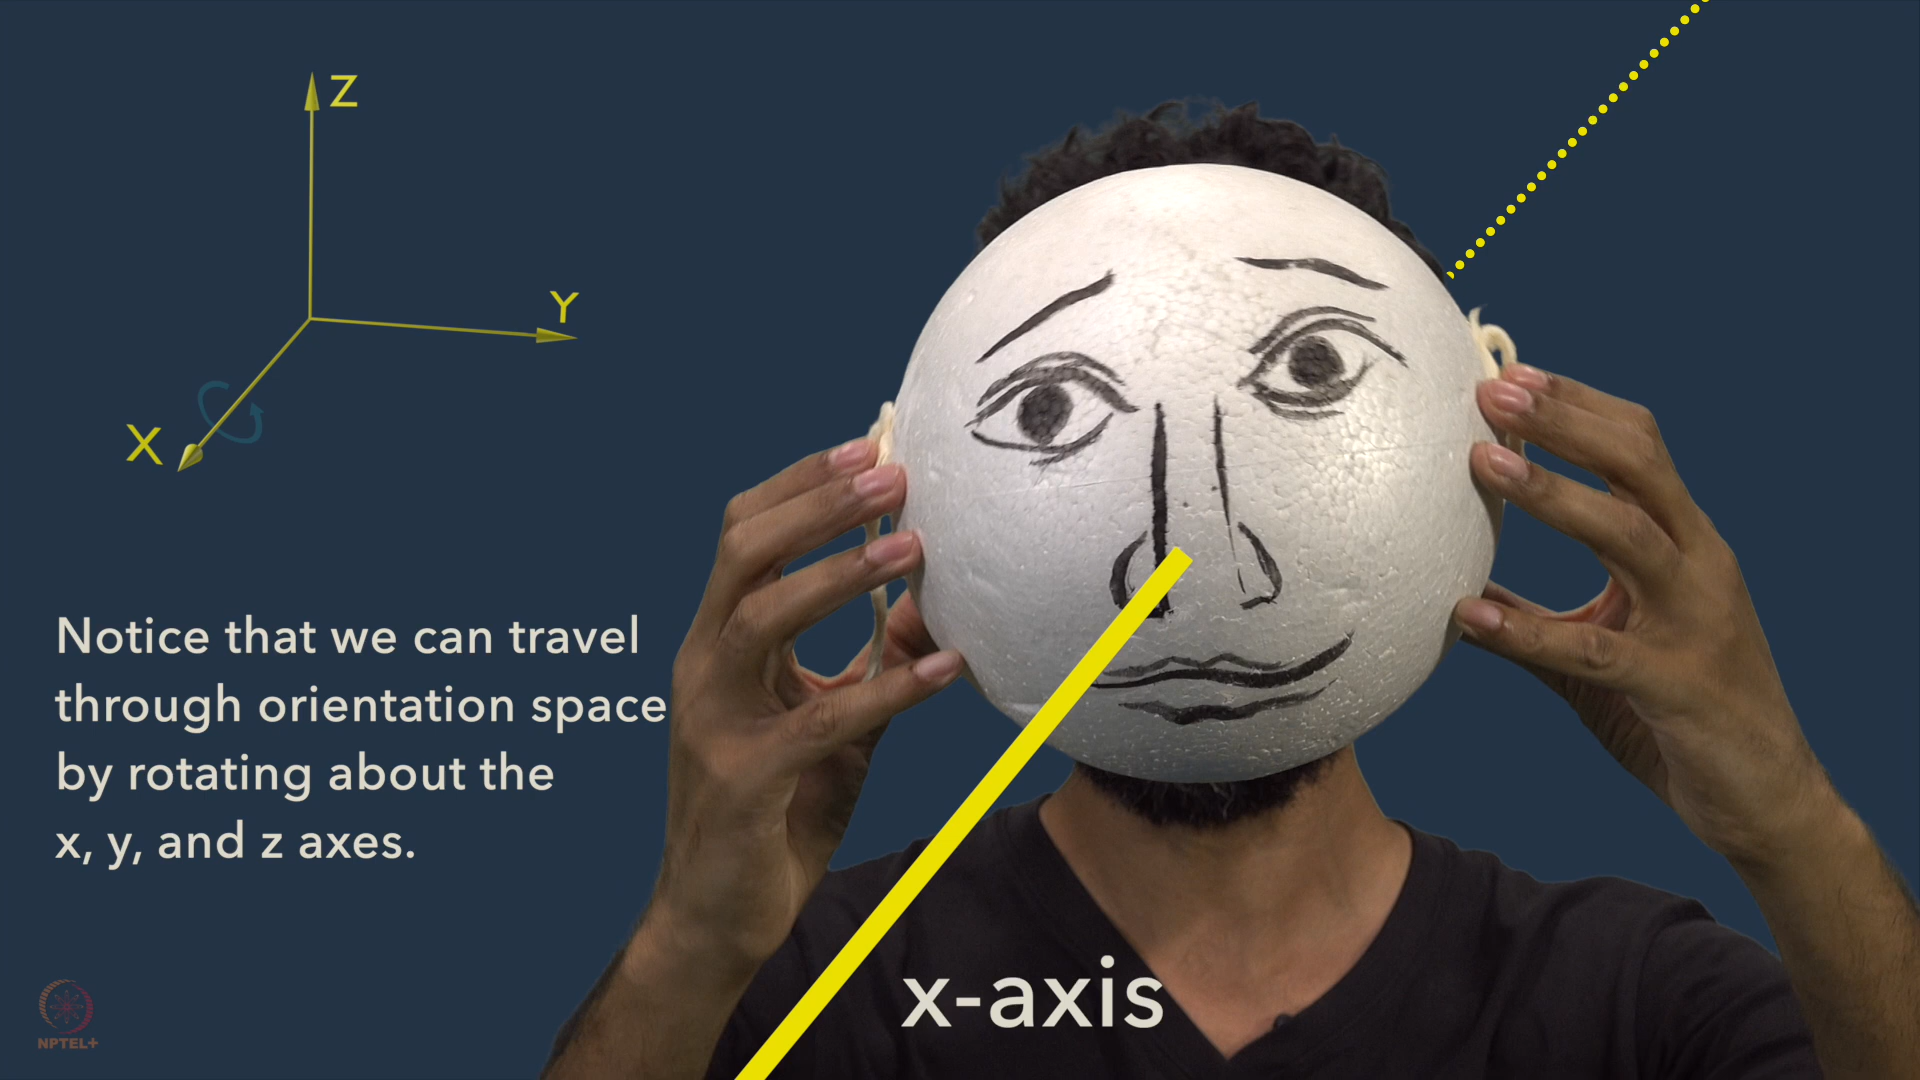 Z
Y
X
Notice that we can travel
through orientation space
by rotating about the
x, y, and z axes.
x-axis
NPTEL+